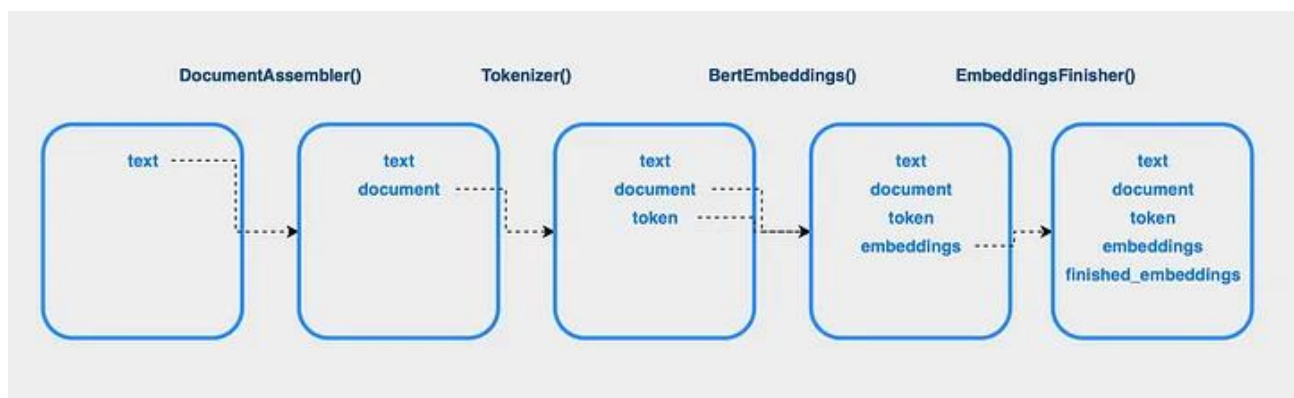 DocumentAssembler()
Tokenizer()
BertEmbeddings()
EmbeddingsFinisher()
text
text
document
text
document
token
text
document
token
embeddings
text
document
token
embeddings
finished_embeddings